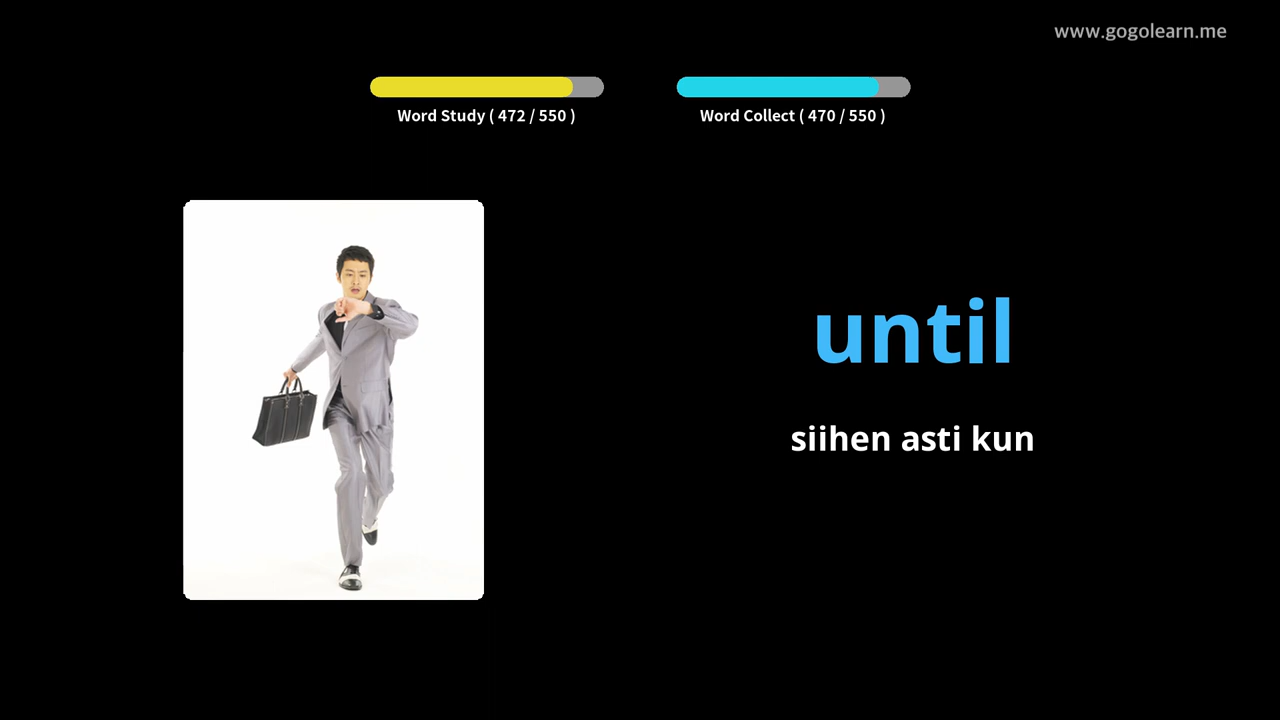 www.gogolearn.me
Word Study ( 472 / 550 )
Word Collect ( 470 / 550 )
until
siihen asti kun